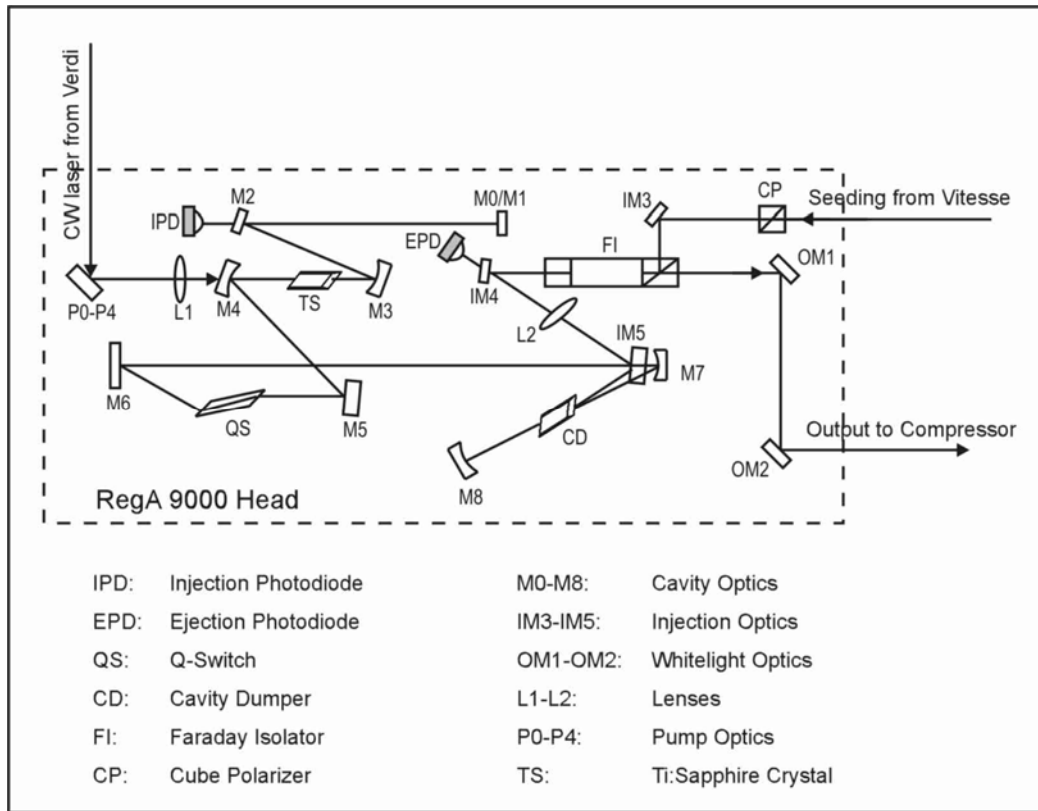 CW laser from Verdi
M2
M0/M1
IM3
CP
Seeding from Vitesse
IPD
EPD
FI
OM1
P0-P4
L1
M4
TS
M3
IM4
L2
IM5
M7
M6
QS
M5
CD
Output to Compressor
M8
OM2
RegA 9000 Head
IPD: Injection Photodiode M0-M8: Cavity Optics
EPD: Ejection Photodiode IM3-IM5: Injection Optics
QS: Q-Switch OM1-OM2: Whitelight Optics
CD: Cavity Dumper L1-L2: Lenses
FI: Faraday Isolator P0-P4: Pump Optics
CP: Cube Polarizer TS: Ti:Sapphire Crystal